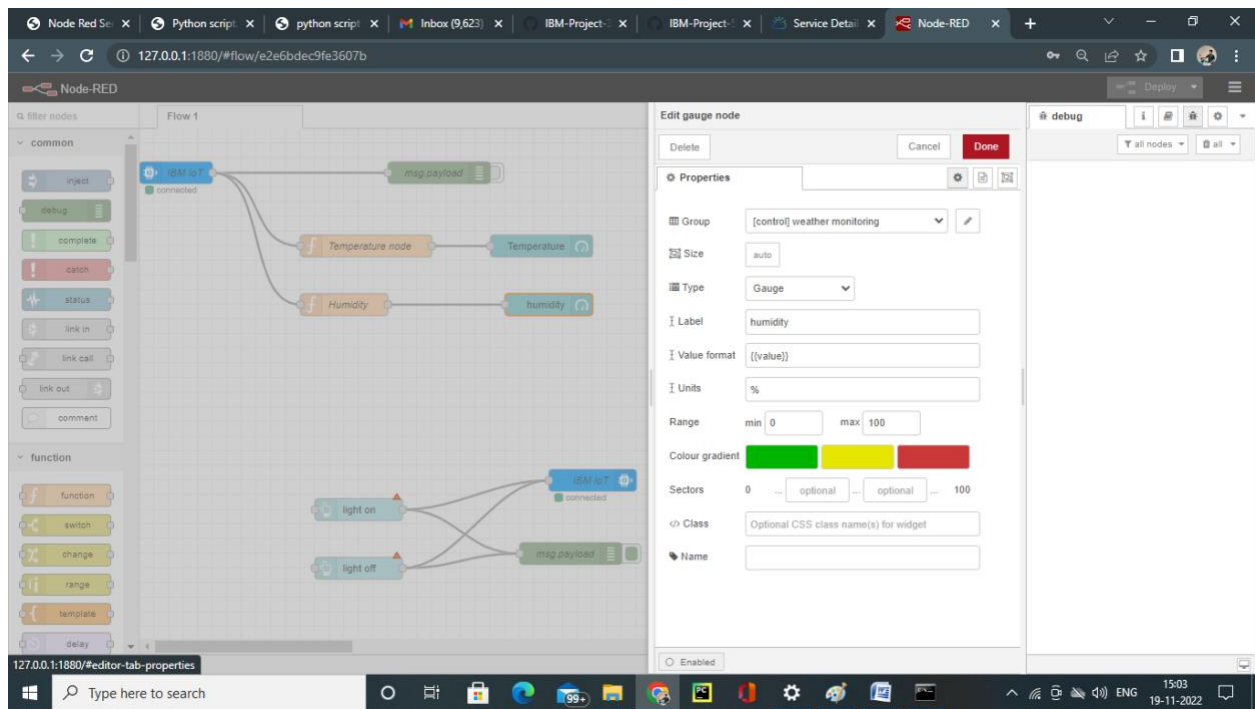 Node Red Ser
Python script
python script
Inbox (9,623)
IBM-Project-
IBM-Project-
Service Detail
Node-RED
127.0.0.1:1880/#flow/e2e6bdec9fe3607b
Node-RED
Deploy
filter nodes
Flow 1
Edit gauge node
debug
i
common
Delete
Cancel
Done
all nodes
all
inject
IBM IoT
connected
msg.payload
Properties
debug
Group
[control] weather monitoring
complete
Temperature node
Temperature
Size
auto
catch
Type
Gauge
status
f
Humidity
humidity
Label
humidity
link in
link call
Value format
{{value}}
link out
Units
%
comment
Range
min 0
max 100
function
Colour gradient
function
IBM IoT
connected
Sectors
0 ... optional ... optional ... 100
switch
light on
Class
Optional CSS class name(s) for widget
change
msg.payload
Name
range
light off
template
delay
127.0.0.1:1880/#editor-tab-properties
Enabled
Type here to search
99+
ENG
15:03
19-11-2022